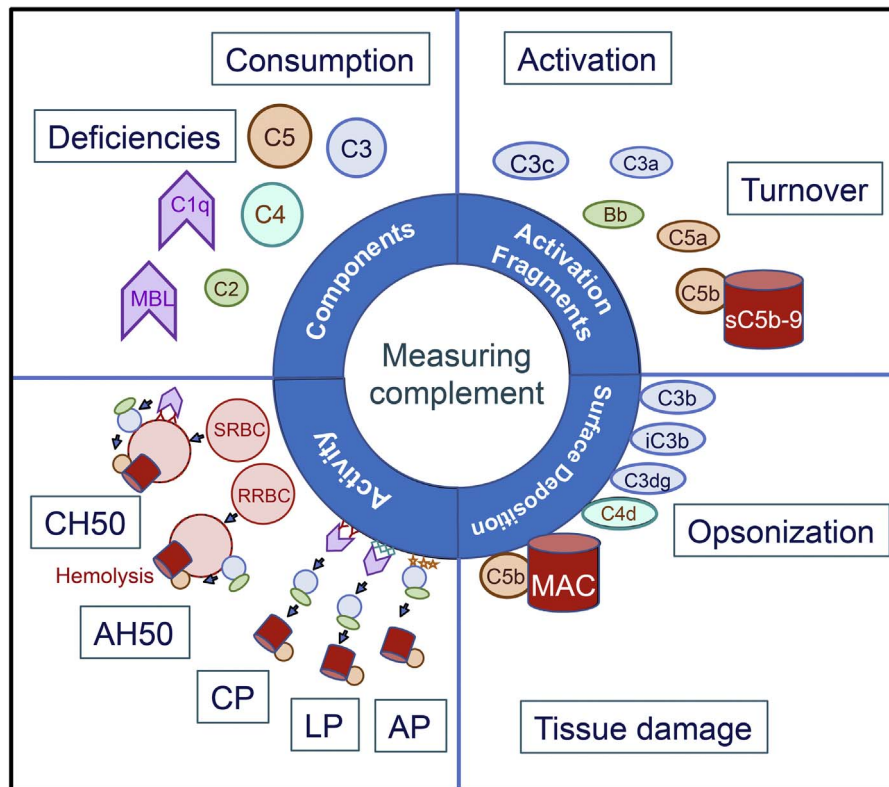 Consumption
Deficiencies
C5
C3
C1q
C4
MBL
C2
Activation
C3c
C3a
Bb
Turnover
C5a
C5b
sC5b-9
Components
Activation
Fragments
Measuring
complement
Activity
Surface Deposition
SRBC
RRBC
CH50
Hemolysis
AH50
CP
LP
AP
C3b
iC3b
C3dg
C4d
Opsonization
C5b
MAC
Tissue damage